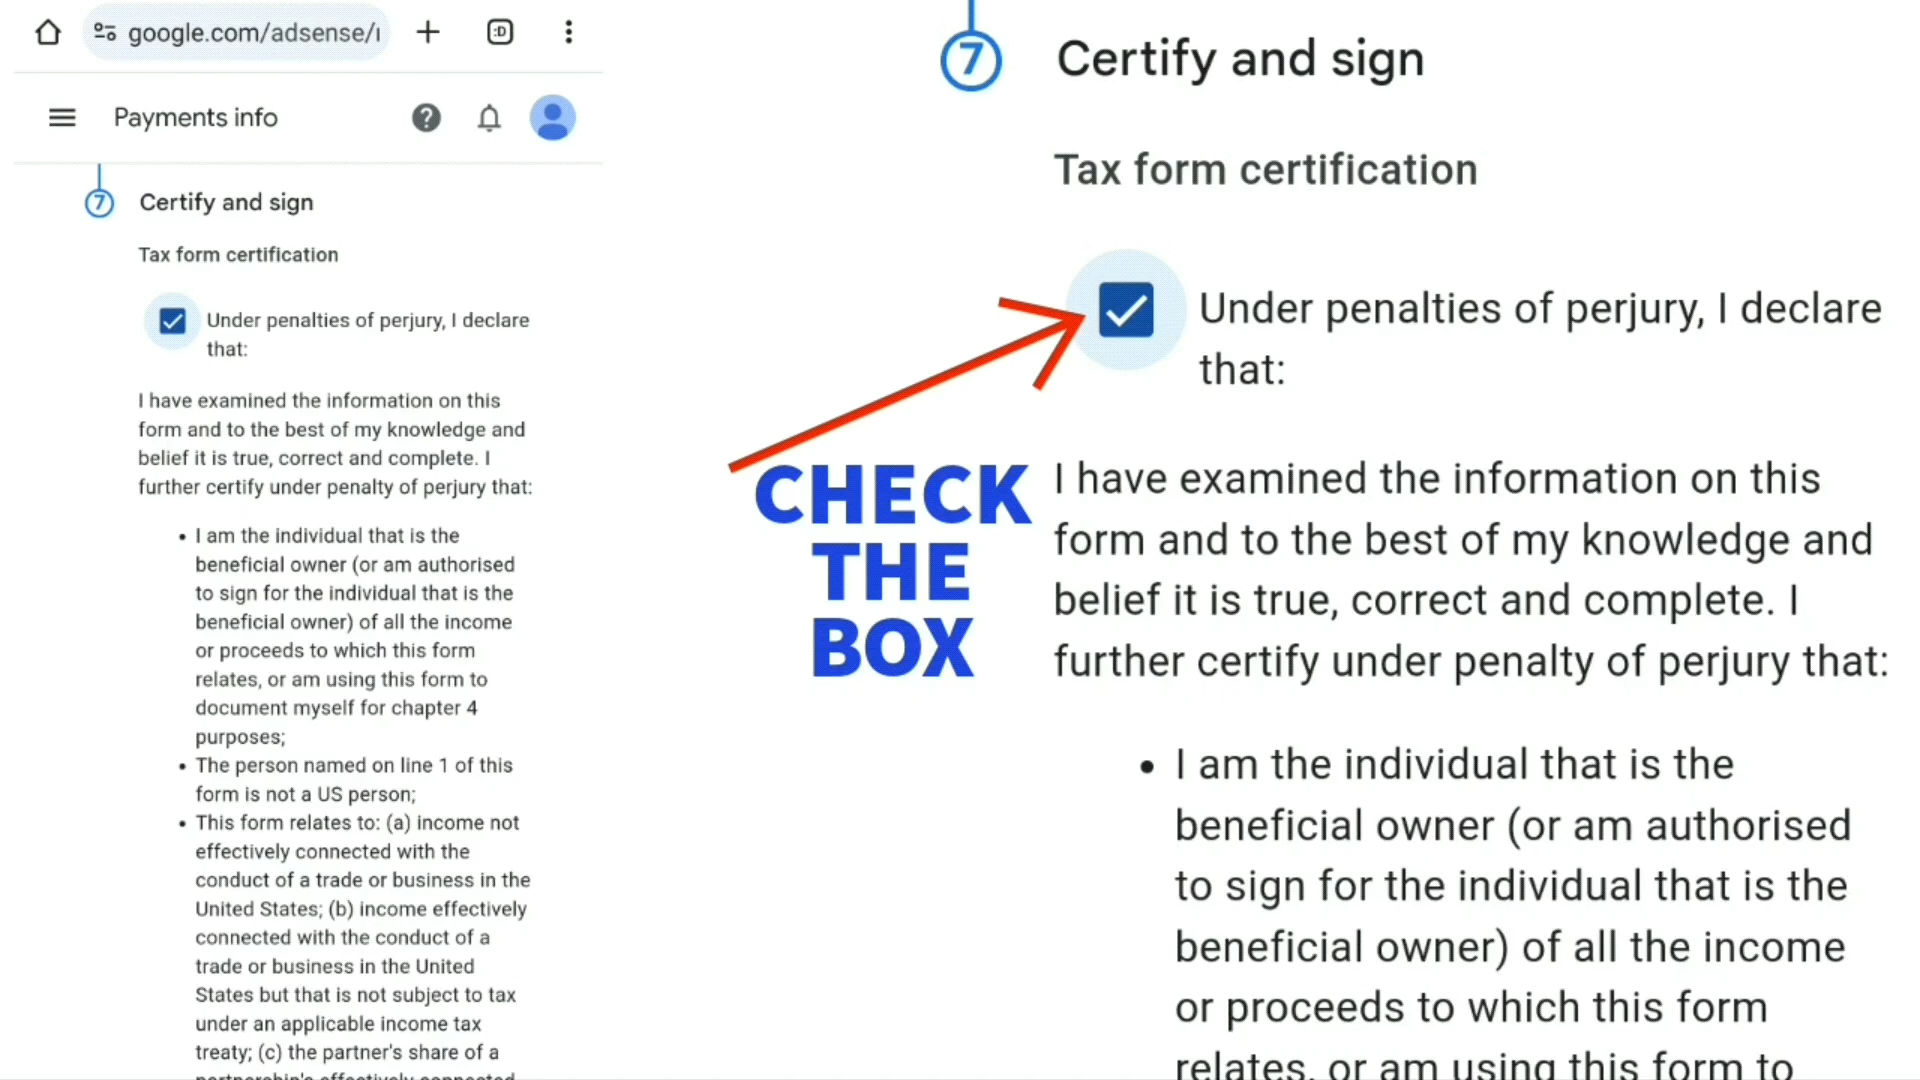 google.com/adsense/
:D
Payments info
7
Certify and sign
Tax form certification
Under penalties of perjury, I declare
that:
I have examined the information on this
form and to the best of my knowledge and
belief it is true, correct and complete. I
further certify under penalty of perjury that:
• I am the individual that is the
beneficial owner (or am authorised
to sign for the individual that is the
beneficial owner) of all the income
or proceeds to which this form
relates, or am using this form to
document myself for chapter 4
purposes;
• The person named on line 1 of this
form is not a US person;
• This form relates to: (a) income not
effectively connected with the
conduct of a trade or business in the
United States; (b) income effectively
connected with the conduct of a
trade or business in the United
States but that is not subject to tax
under an applicable income tax
treaty; (c) the partner's share of a
partnership's effectively connected
7
Certify and sign
Tax form certification
Under penalties of perjury, I declare
that:
CHECK
THE
BOX
I have examined the information on this
form and to the best of my knowledge and
belief it is true, correct and complete. I
further certify under penalty of perjury that:
• I am the individual that is the
beneficial owner (or am authorised
to sign for the individual that is the
beneficial owner) of all the income
or proceeds to which this form
relates, or am using this form to